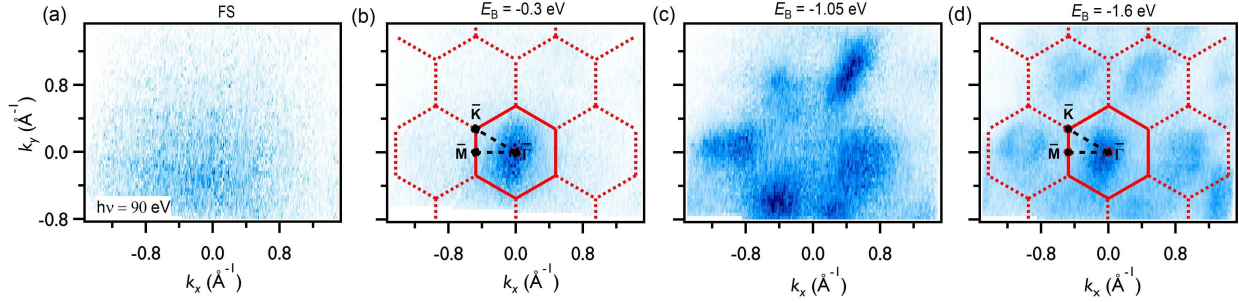 (a) FS
(b) E_B = -0.3 eV
(c) E_B = -1.05 eV
(d) E_B = -1.6 eV
k_y (Å⁻¹)
0.8
0.0
-0.8
hν = 90 eV
K̄
M̄
Γ̄
K̄
M̄
Γ̄
-0.8 0.0 0.8
-0.8 0.0 0.8
-0.8 0.0 0.8
-0.8 0.0 0.8
k_x (Å⁻¹)
k_x (Å⁻¹)
k_x (Å⁻¹)
k_x (Å⁻¹)